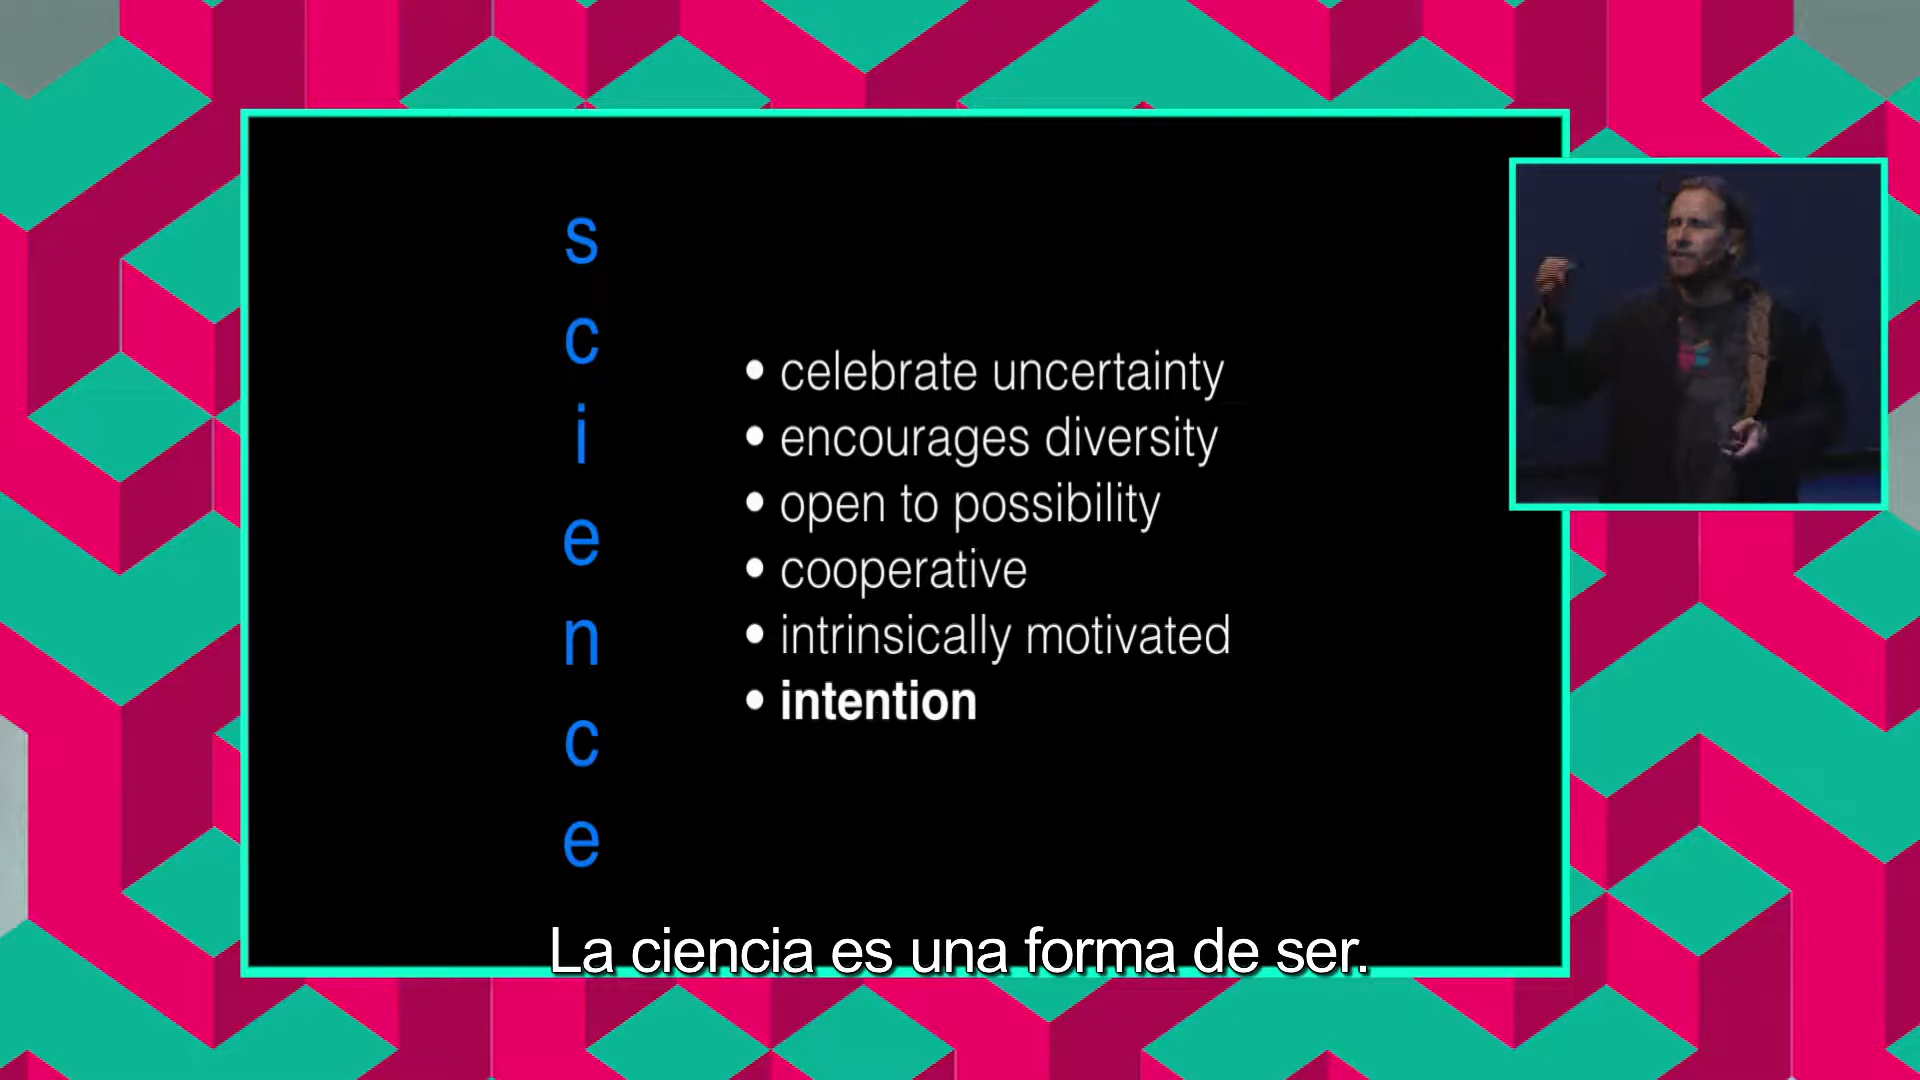 s
c
i
e
n
c
e
• celebrate uncertainty
• encourages diversity
• open to possibility
• cooperative
• intrinsically motivated
• intention
La ciencia es una forma de ser.